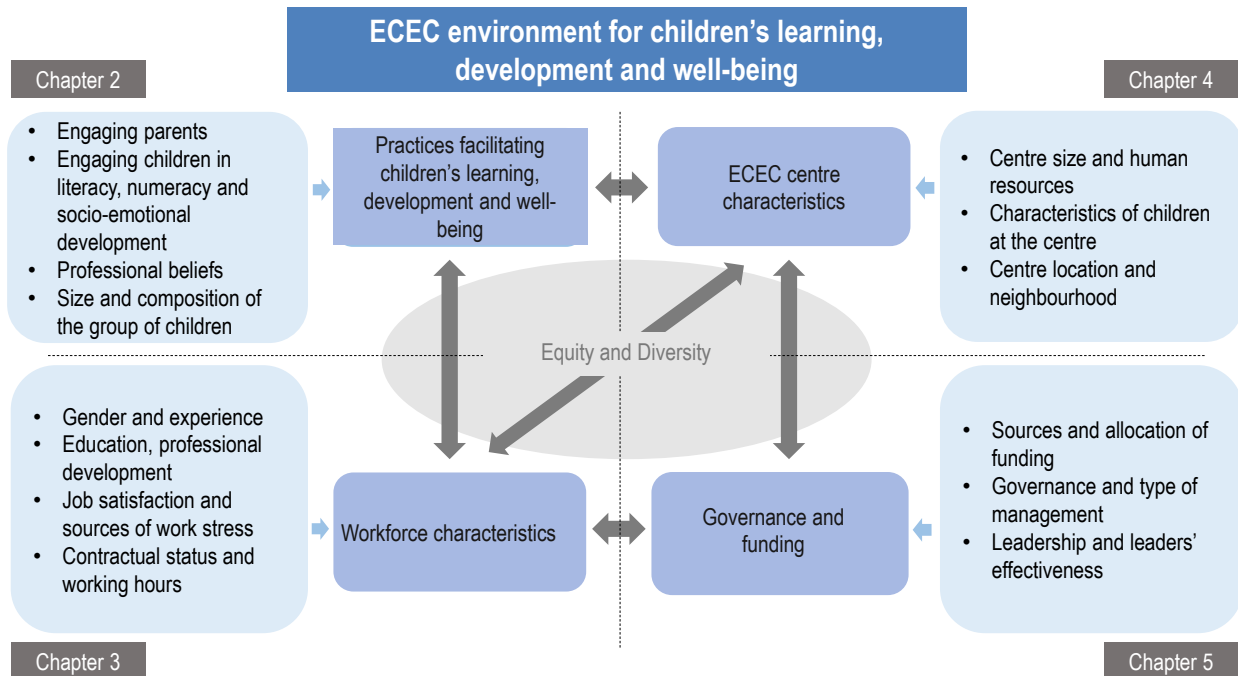 ECEC environment for children’s learning,
development and well-being
Chapter 2
• Engaging parents
• Engaging children in
literacy, numeracy and
socio-emotional
development
• Professional beliefs
• Size and composition of
the group of children
Practices facilitating
children’s learning,
development and well-
being
ECEC centre
characteristics
Chapter 4
• Centre size and human
resources
• Characteristics of children
at the centre
• Centre location and
neighbourhood
Equity and Diversity
• Gender and experience
• Education, professional
development
• Job satisfaction and
sources of work stress
• Contractual status and
working hours
Chapter 3
Workforce characteristics
Governance and
funding
• Sources and allocation of
funding
• Governance and type of
management
• Leadership and leaders’
effectiveness
Chapter 5